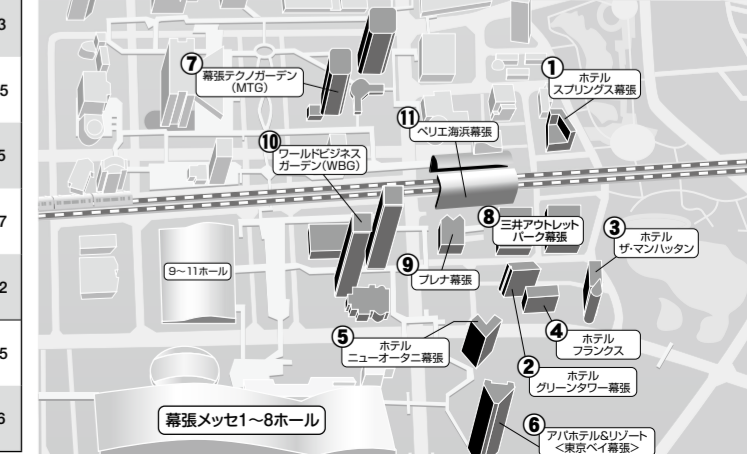 3
5
5
7
2
5
6
⑦
幕張テクノガーデン
(MTG)
①
ホテル
スプリングス幕張
⑪
ペリエ海浜幕張
⑩
ワールドビジネス
ガーデン(WBG)
⑧
三井アウトレット
パーク幕張
③
ホテル
ザ・マンハッタン
9〜11ホール
⑨
プレナ幕張
⑤
ホテル
ニューオータニ幕張
④
ホテル
フランクス
②
ホテル
グリーンタワー幕張
幕張メッセ1〜8ホール
⑥
アパホテル&リゾート
<東京ベイ幕張>